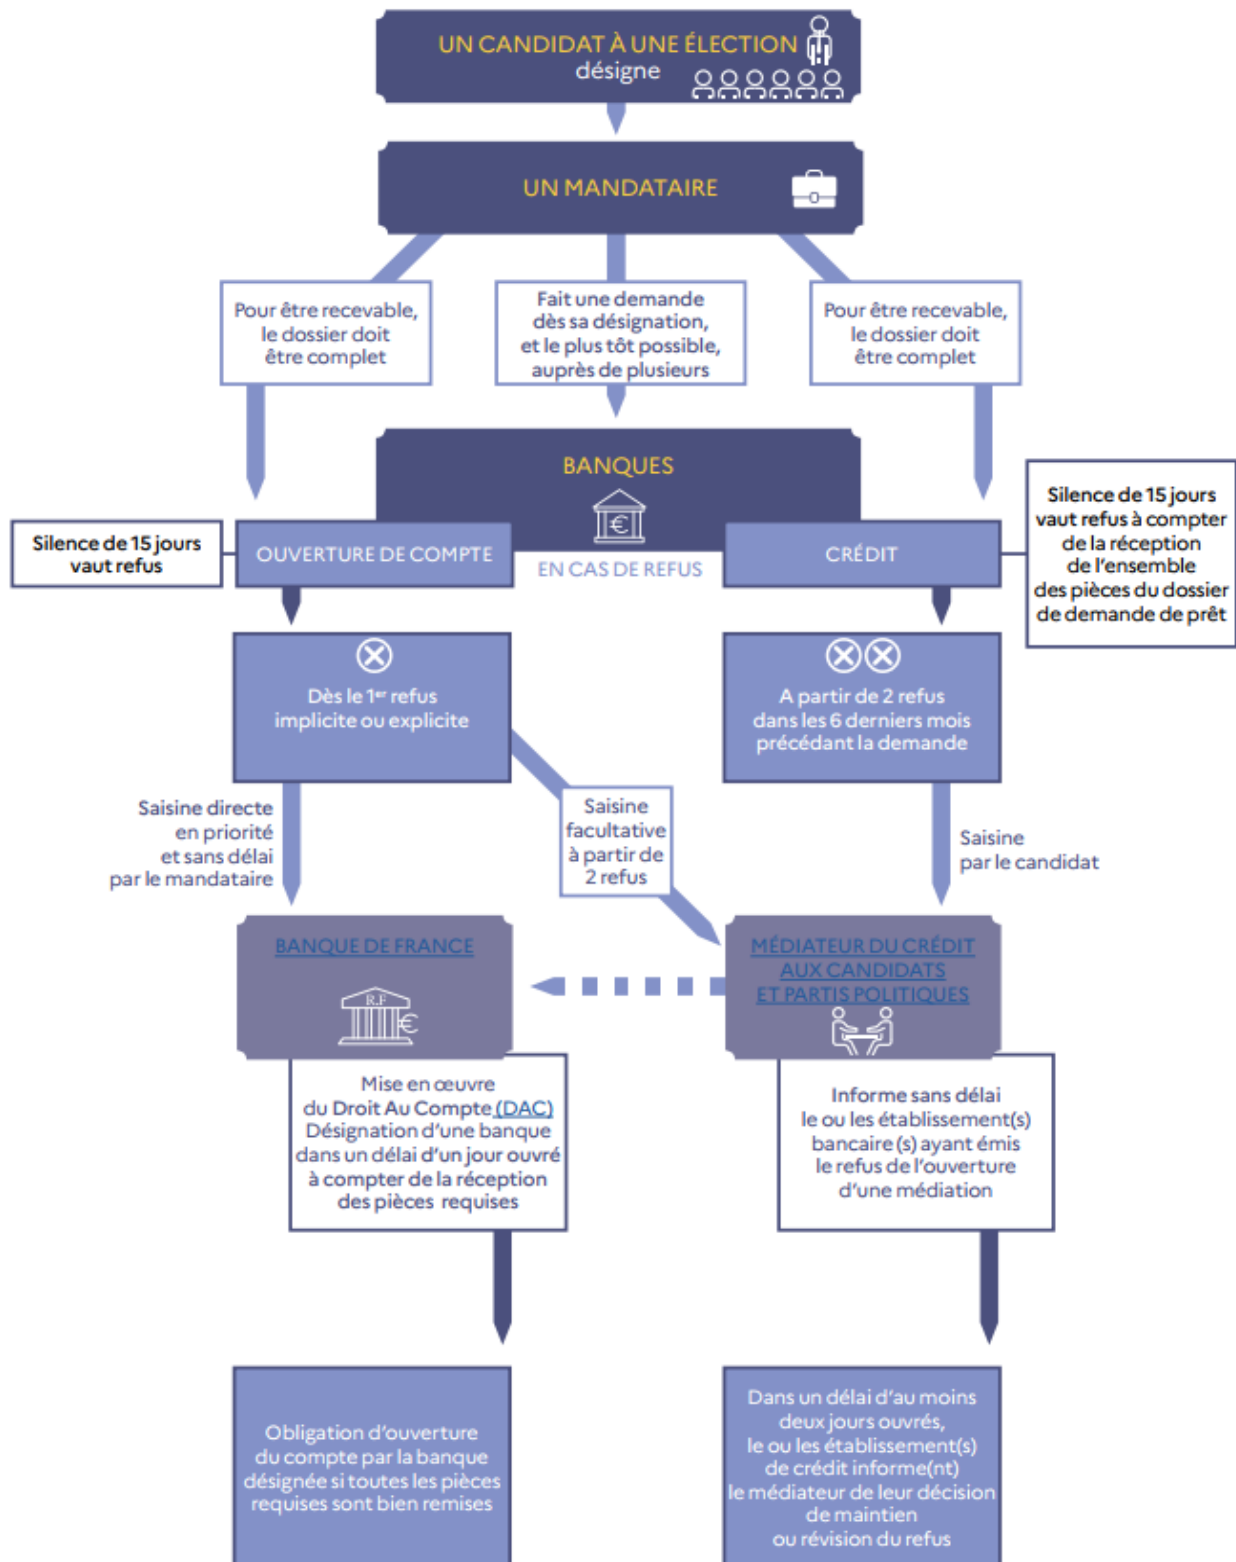 UN CANDIDAT À UNE ÉLECTION
désigne
UN MANDATAIRE
Pour être recevable,
le dossier doit
être complet
Fait une demande
dès sa désignation,
et le plus tôt possible,
auprès de plusieurs
Pour être recevable,
le dossier doit
être complet
BANQUES
€
Silence de 15 jours
vaut refus
OUVERTURE DE COMPTE
EN CAS DE REFUS
CRÉDIT
Silence de 15 jours
vaut refus à compter
de la réception
de l'ensemble
des pièces du dossier
de demande de prêt
Dès le 1er refus
implicite ou explicite
A partir de 2 refus
dans les 6 derniers mois
précédant la demande
Saisine directe
en priorité
et sans délai
par le mandataire
Saisine
facultative
à partir de
2 refus
Saisine
par le candidat
BANQUE DE FRANCE
R.F
€
MÉDIATEUR DU CRÉDIT
AUX CANDIDATS
ET PARTIS POLITIQUES
Mise en œuvre
du Droit Au Compte (DAC)
Désignation d'une banque
dans un délai d'un jour ouvré
à compter de la réception
des pièces requises
Informe sans délai
le ou les établissement(s)
bancaire(s) ayant émis
le refus de l'ouverture
d'une médiation
Obligation d'ouverture
du compte par la banque
désignée si toutes les pièces
requises sont bien remises
Dans un délai d'au moins
deux jours ouvrés,
le ou les établissement(s)
de crédit informe(nt)
le médiateur de leur décision
de maintien
ou révision du refus